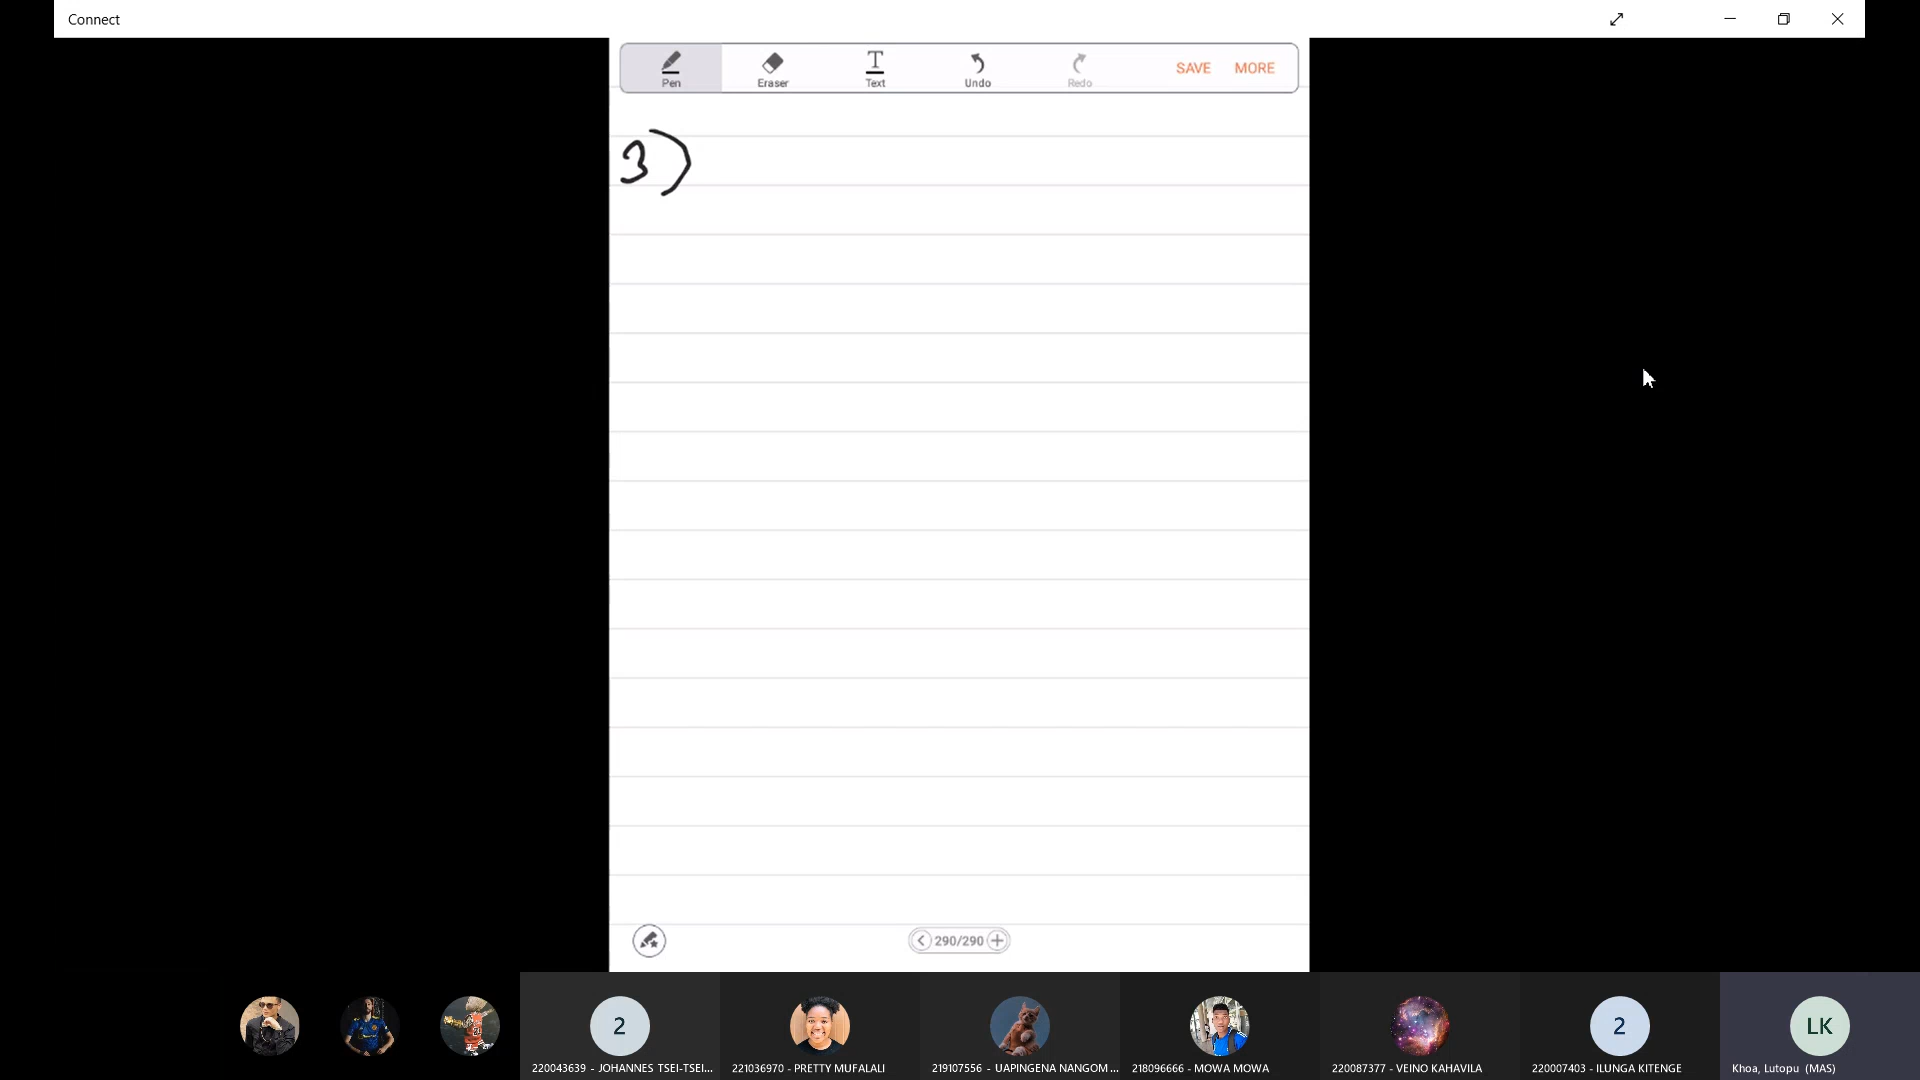 Connect
Pen
Eraser
Text
Undo
Redo
SAVE
MORE
3)
290/290
2
LK
2
220043639 - JOHANNES TSEI-TSEI...
221036970 - PRETTY MUFALALI
219107556 - UAPINGENA NANGOM ...
218096666 - MOWA MOWA
220087377 - VEINO KAHAVILA
220007403 - ILUNGA KITENGE
Khoa, Lutopu (MAS)